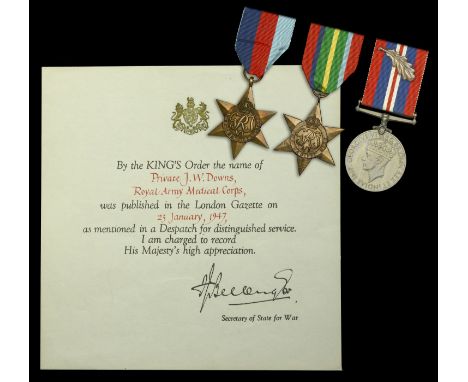 By the KING'S Order the name of
Private J.W. Downs,
Royal Army Medical Corps,
was published in the London Gazette on
23 January, 1947,
as mentioned in a Despatch for distinguished service.
I am charged to record
His Majesty's high appreciation.
Secretary of State for War